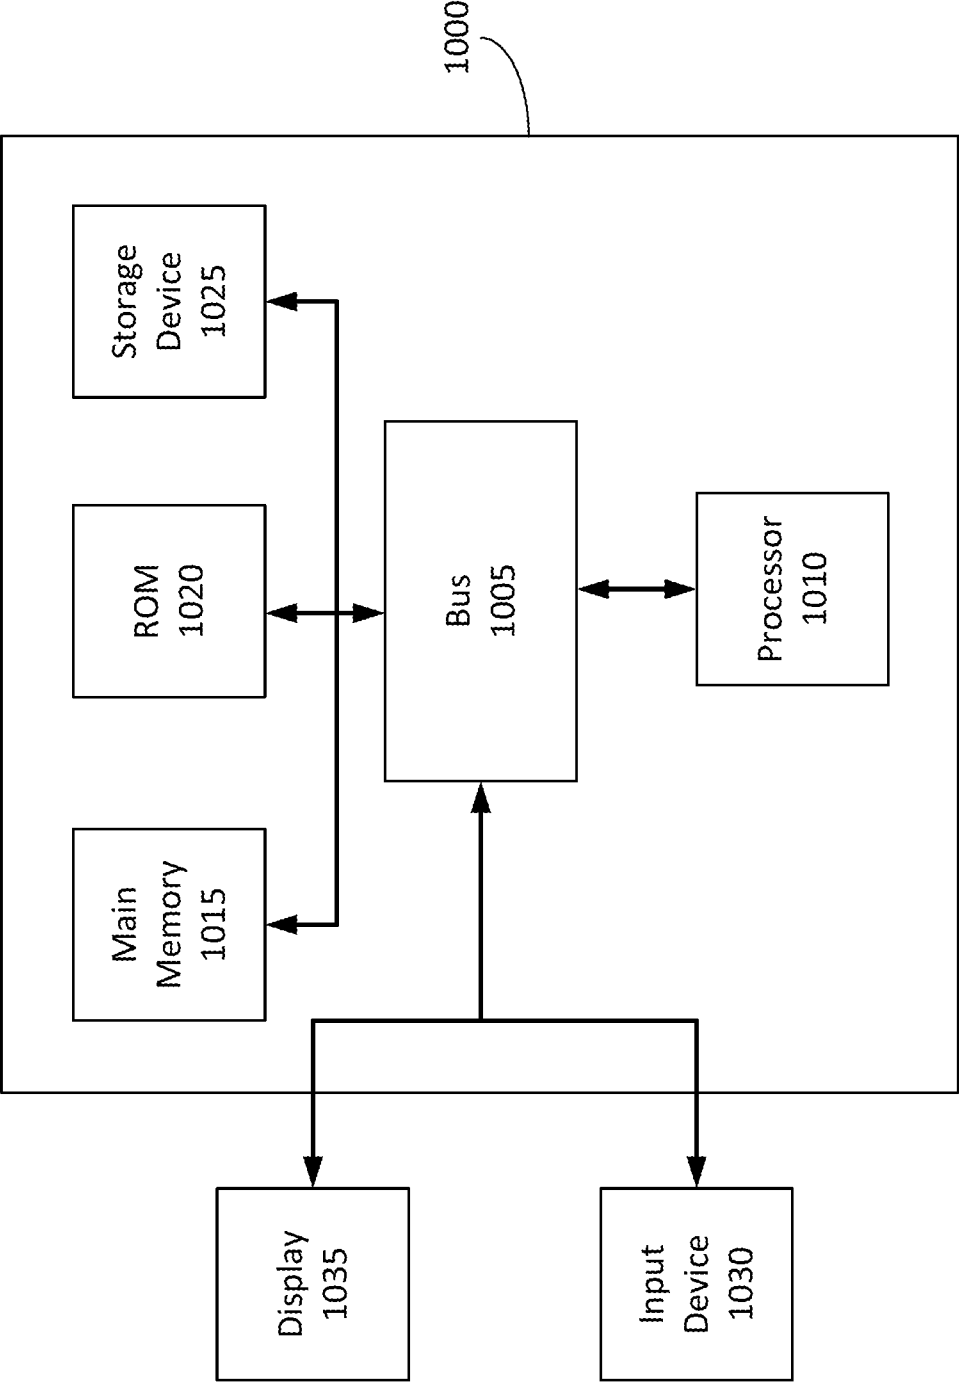 1000
Main
Memory
1015
ROM
1020
Storage
Device
1025
Display
1035
Bus
1005
Input
Device
1030
Processor
1010